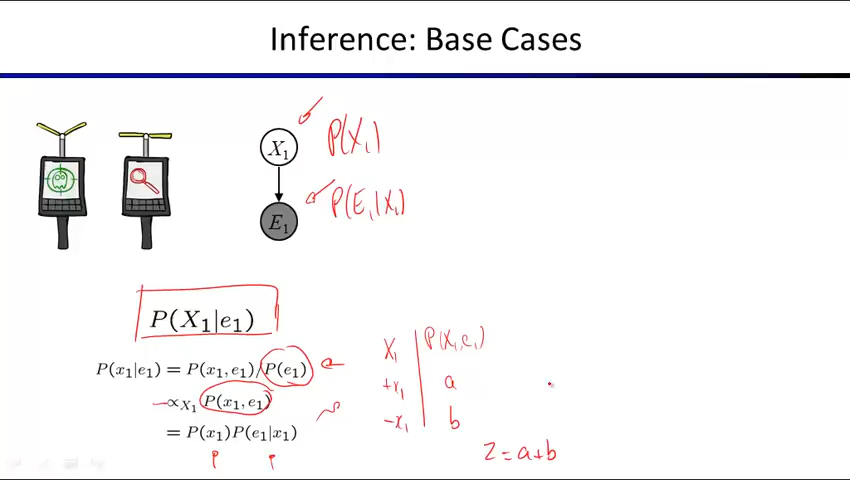 Inference: Base Cases
X₁ P(X₁)
E₁ P(E₁|X₁)
P(X₁|e₁)
P(x₁|e₁) = P(x₁, e₁)/P(e₁)
∝X₁ P(x₁, e₁)
= P(x₁)P(e₁|x₁)
X₁ P(X₁,e₁)
+x₁ a
-x₁ b
Z = a+b